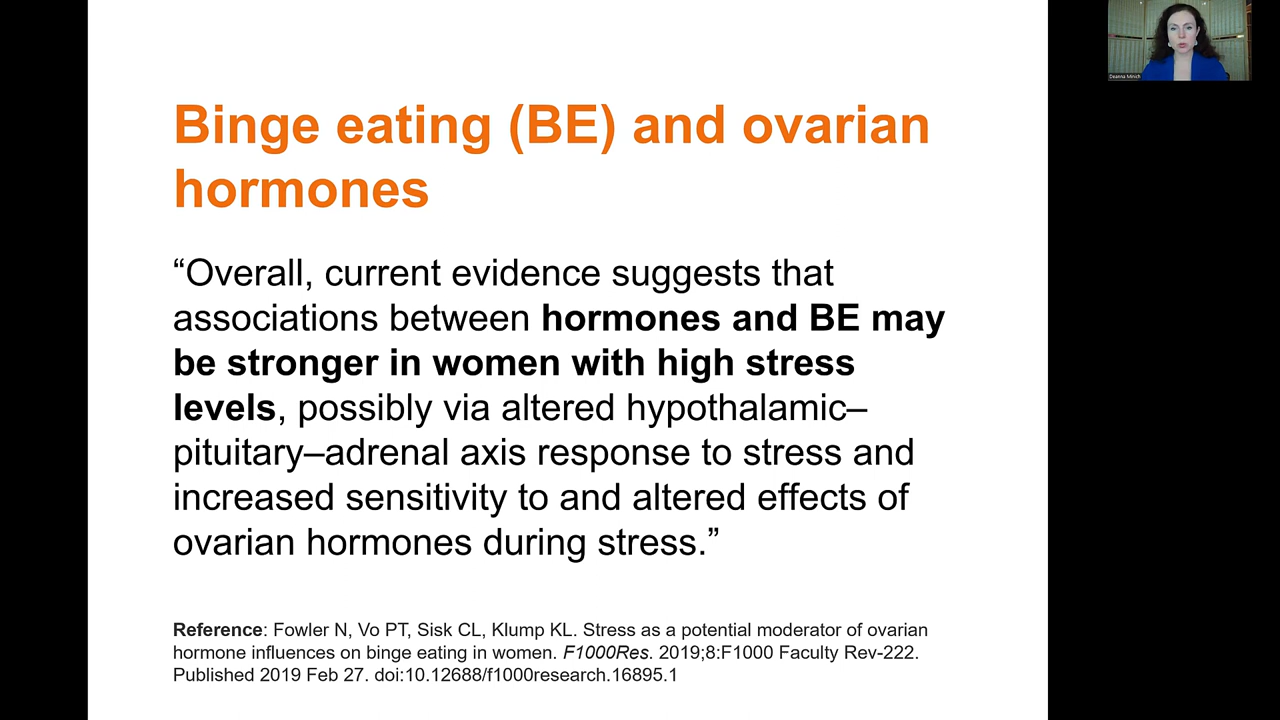 Binge eating (BE) and ovarian
hormones
“Overall, current evidence suggests that
associations between hormones and BE may
be stronger in women with high stress
levels, possibly via altered hypothalamic–
pituitary–adrenal axis response to stress and
increased sensitivity to and altered effects of
ovarian hormones during stress.”
Reference: Fowler N, Vo PT, Sisk CL, Klump KL. Stress as a potential moderator of ovarian
hormone influences on binge eating in women. F1000Res. 2019;8:F1000 Faculty Rev-222.
Published 2019 Feb 27. doi:10.12688/f1000research.16895.1
Deanna Minich